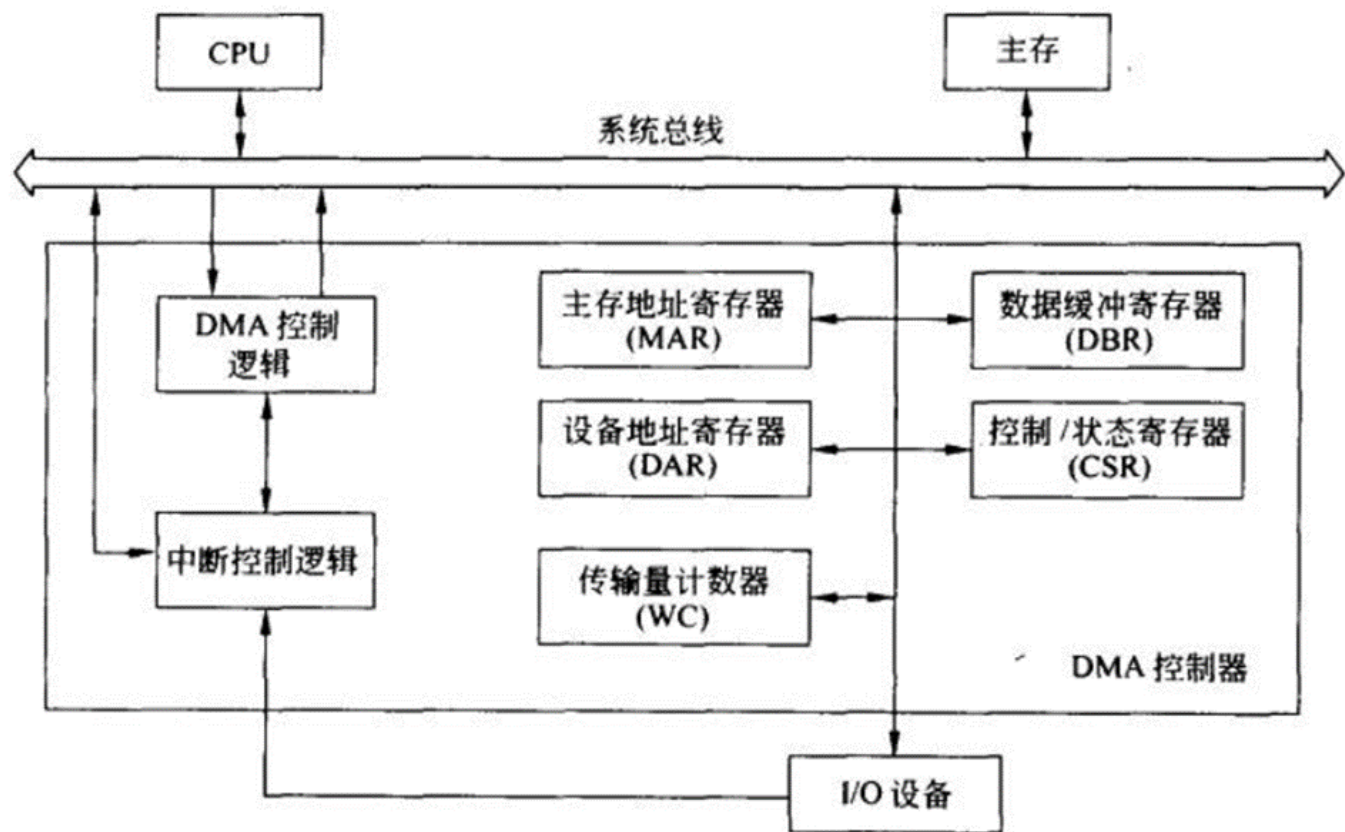 CPU
主存
系统总线
DMA 控制
逻辑
主存地址寄存器
(MAR)
数据缓冲寄存器
(DBR)
设备地址寄存器
(DAR)
控制/状态寄存器
(CSR)
中断控制逻辑
传输量计数器
(WC)
DMA 控制器
I/O 设备